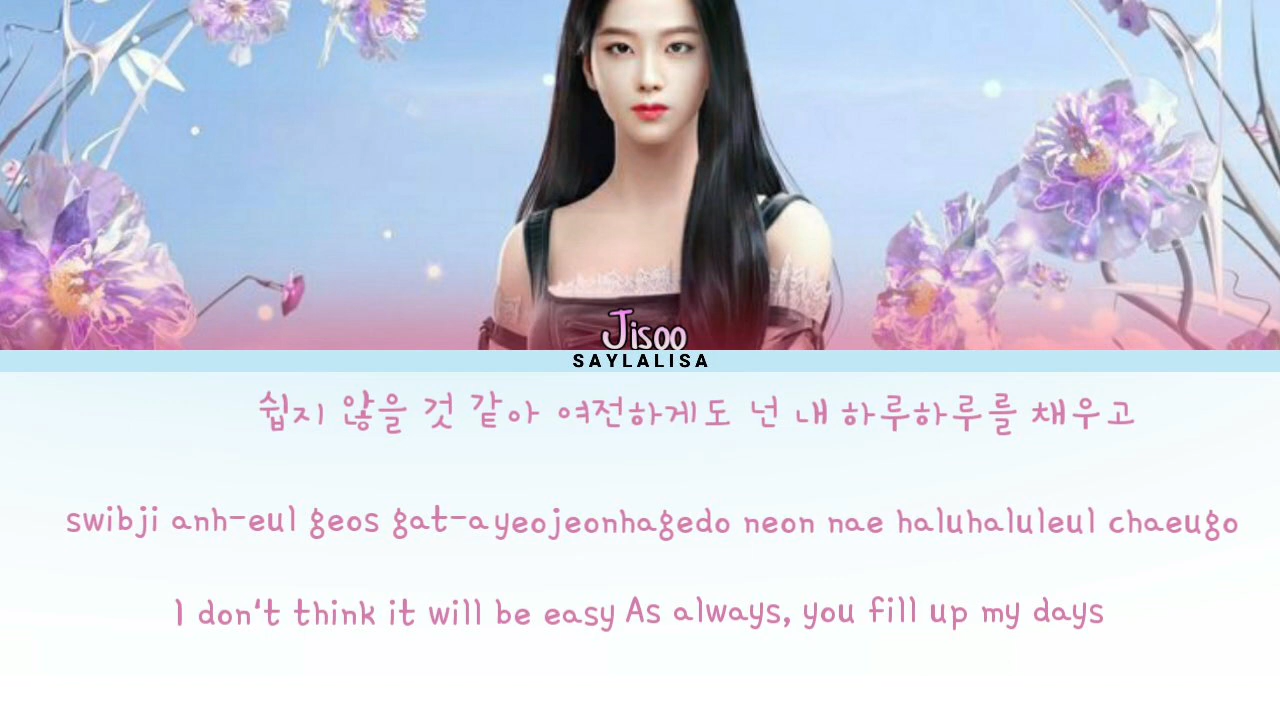 Jisoo
SAYLALISA
쉽지 않을 것 같아 여전하게도 넌 내 하루하루를 채우고
swibji anh-eul geos gat-a yeojeonhagedo neon nae haluhaluleul chaeugo
I don't think it will be easy As always, you fill up my days